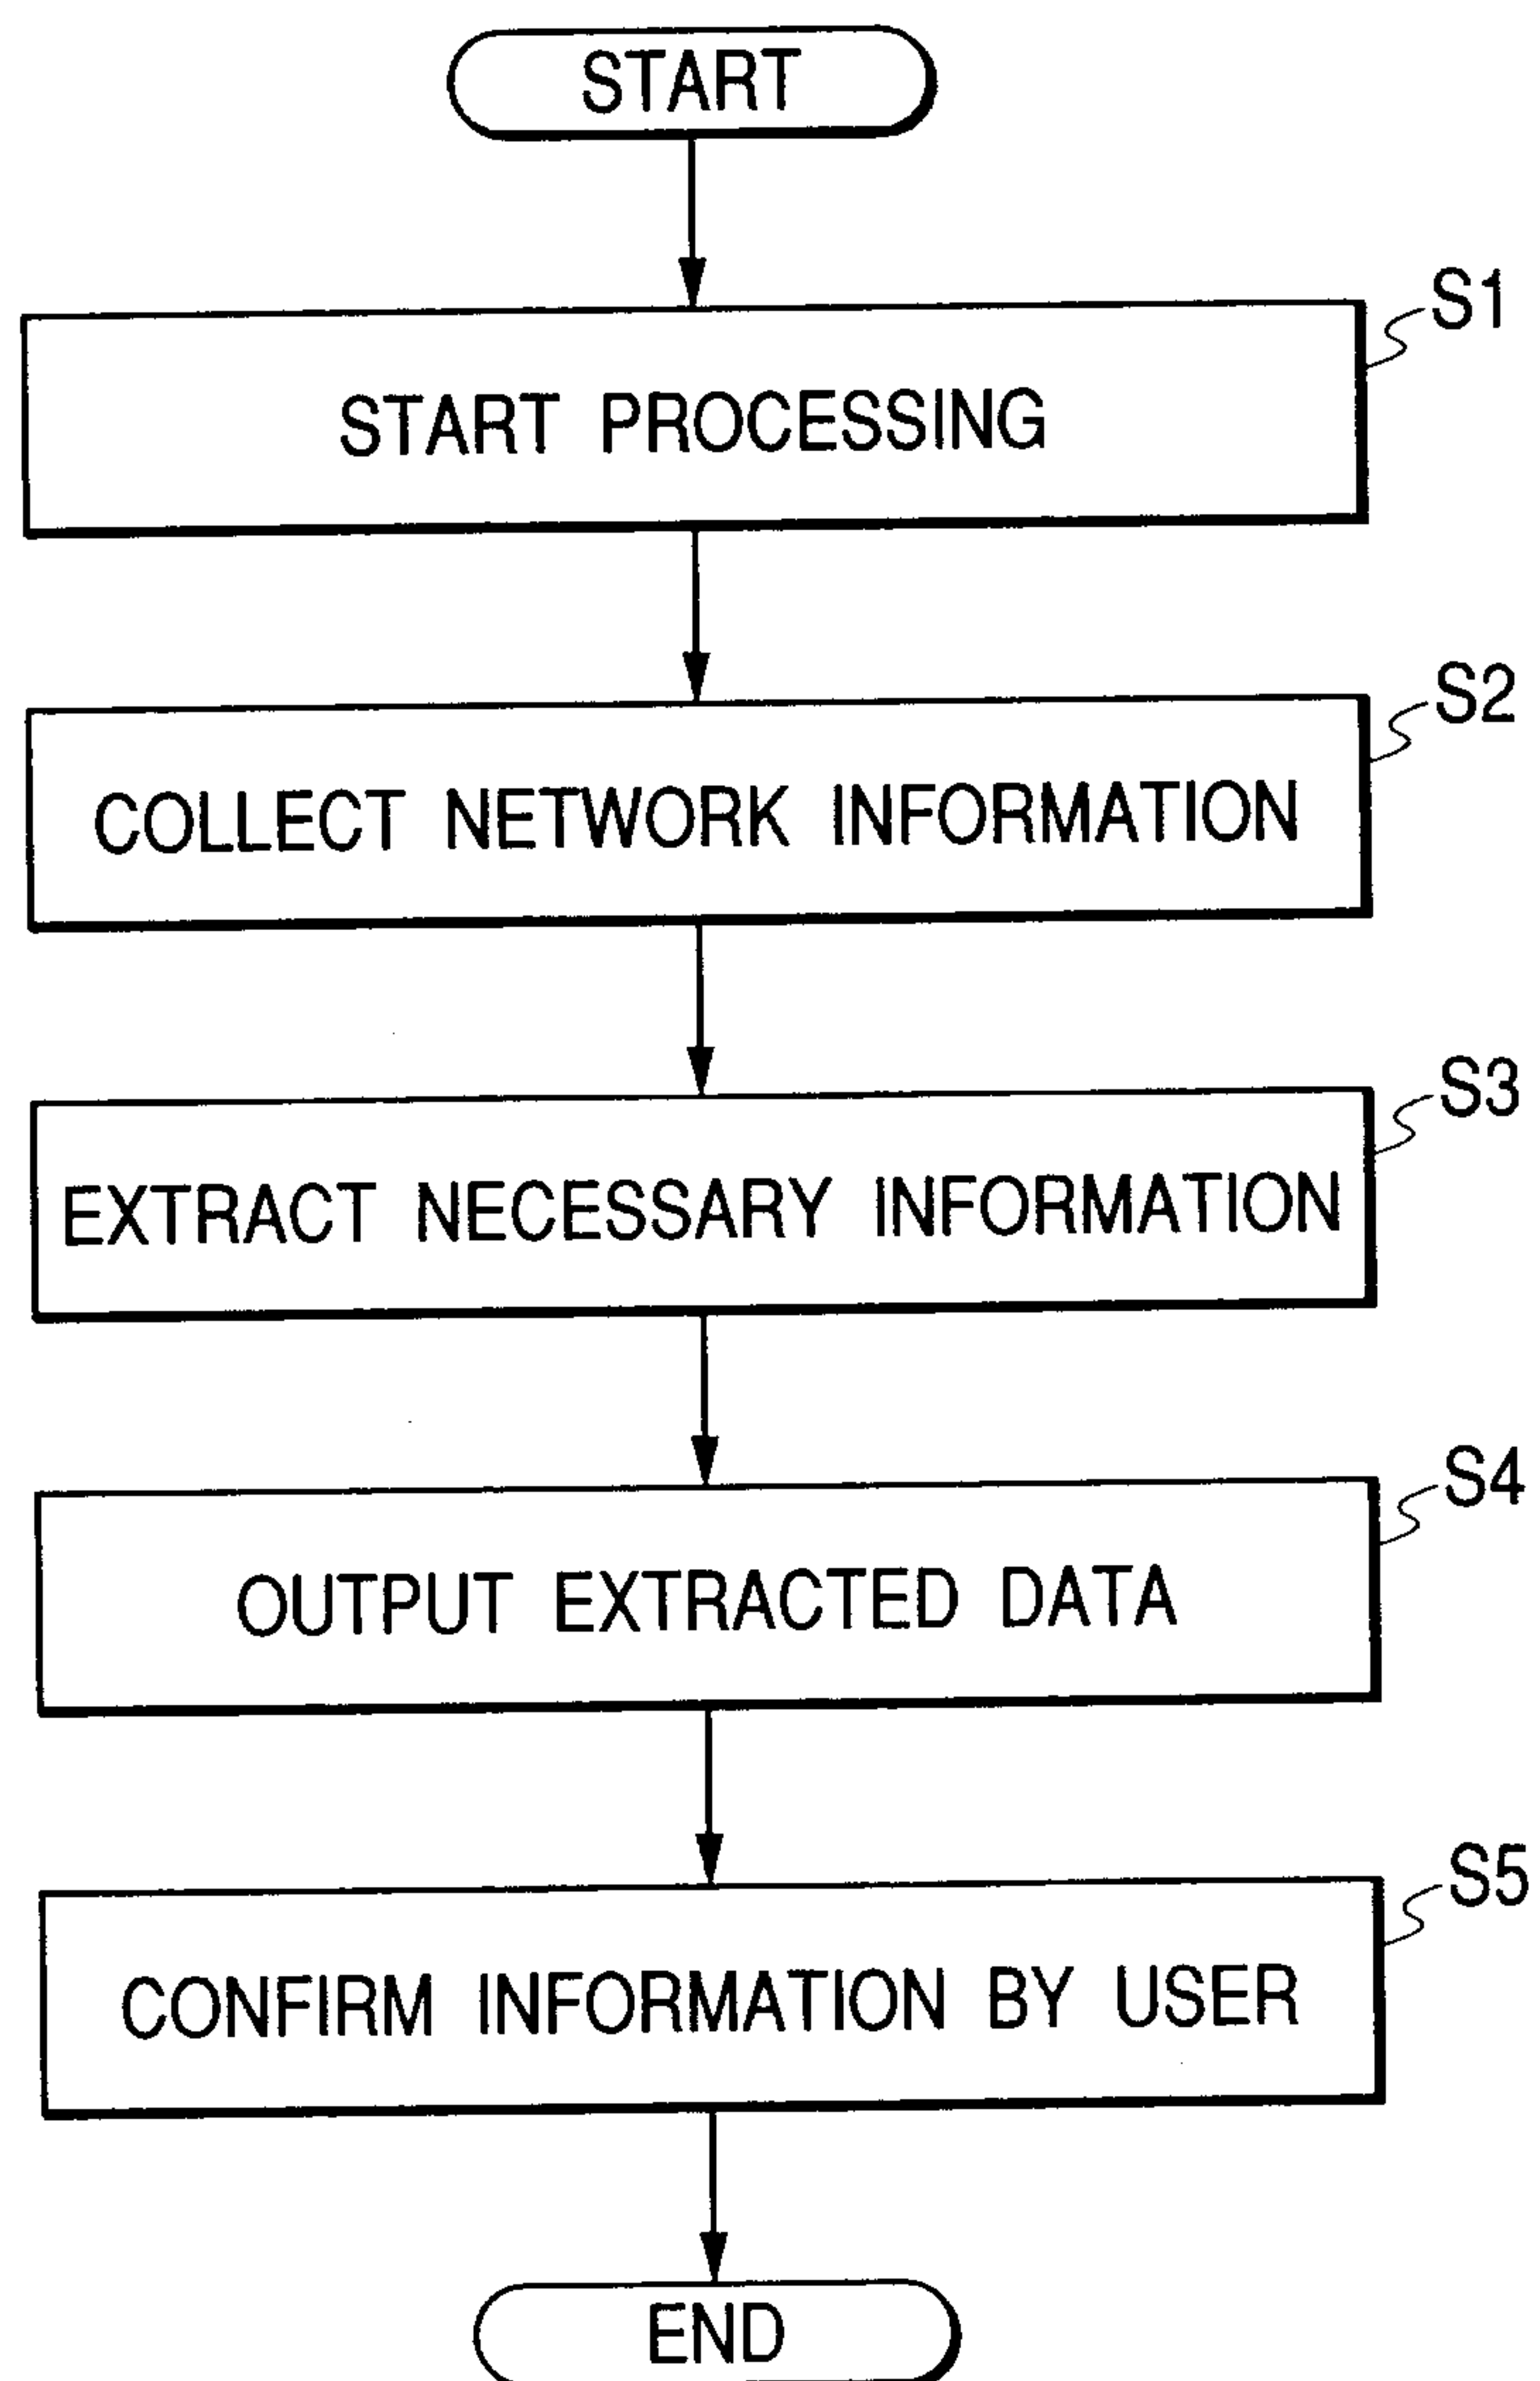 START
S1
START PROCESSING
S2
COLLECT NETWORK INFORMATION
S3
EXTRACT NECESSARY INFORMATION
S4
OUTPUT EXTRACTED DATA
S5
CONFIRM INFORMATION BY USER
END